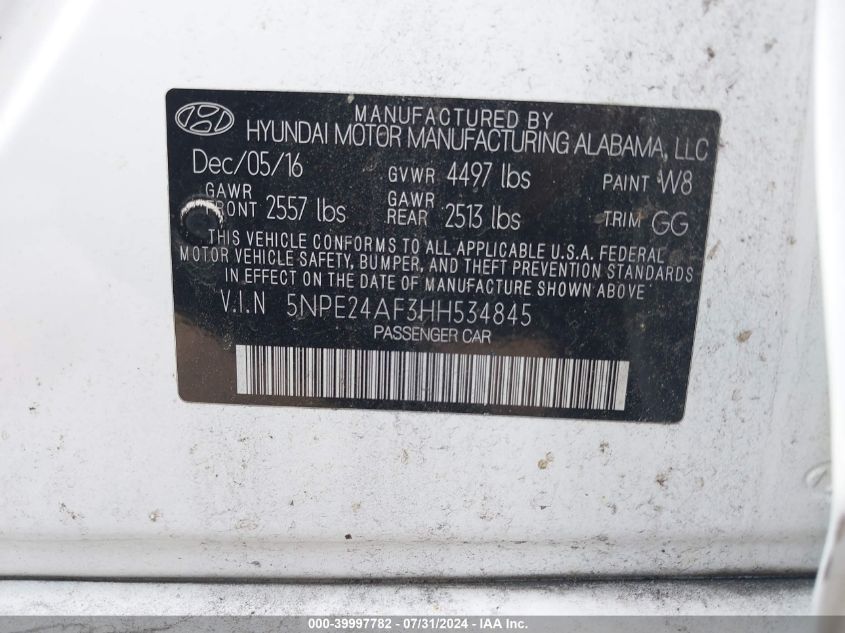 MANUFACTURED BY
HYUNDAI MOTOR MANUFACTURING ALABAMA, LLC
Dec/05/16 GVWR 4497 lbs PAINT W8
GAWR FRONT 2557 lbs GAWR REAR 2513 lbs TRIM GG
THIS VEHICLE CONFORMS TO ALL APPLICABLE U.S.A. FEDERAL
MOTOR VEHICLE SAFETY, BUMPER, AND THEFT PREVENTION STANDARDS
IN EFFECT ON THE DATE OF MANUFACTURE SHOWN ABOVE.
V.I.N 5NPE24AF3HH534845
PASSENGER CAR
000-39997782 - 07/31/2024 - IAA Inc.